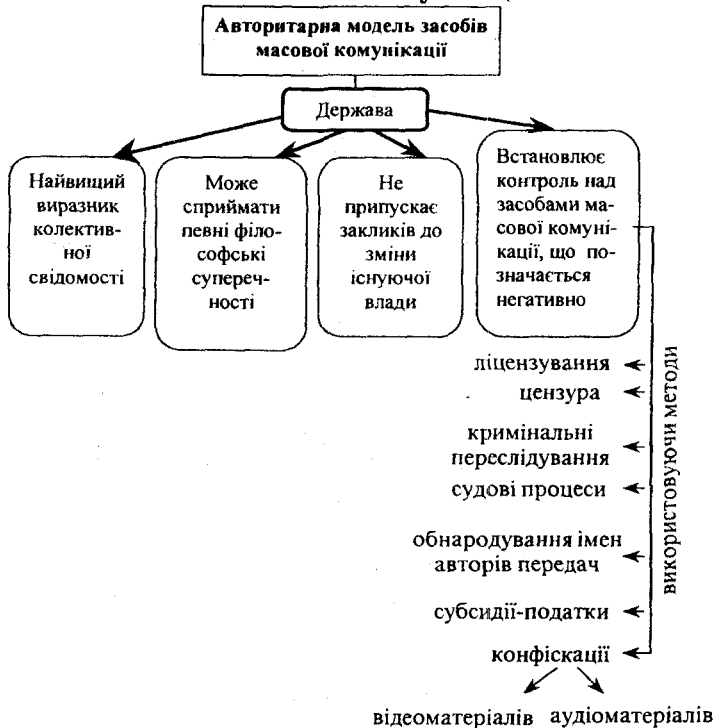 Авторитарна модель засобів
масової комунікації
Держава
Найвищий
виразник
колектив-
ної
свідомості
Може
сприймати
певні філо-
софські
супереч-
ності
Не
припускає
закликів до
зміни
існуючої
влади
Встановлює
контроль над
засобами ма-
сової комуні-
кації, що по-
значається
негативно
використовуючи методи
ліцензування
цензура
кримінальні
переслідування
судові процеси
обнародування імен
авторів передач
субсидії-податки
конфіскації
відеоматеріалів аудіоматеріалів